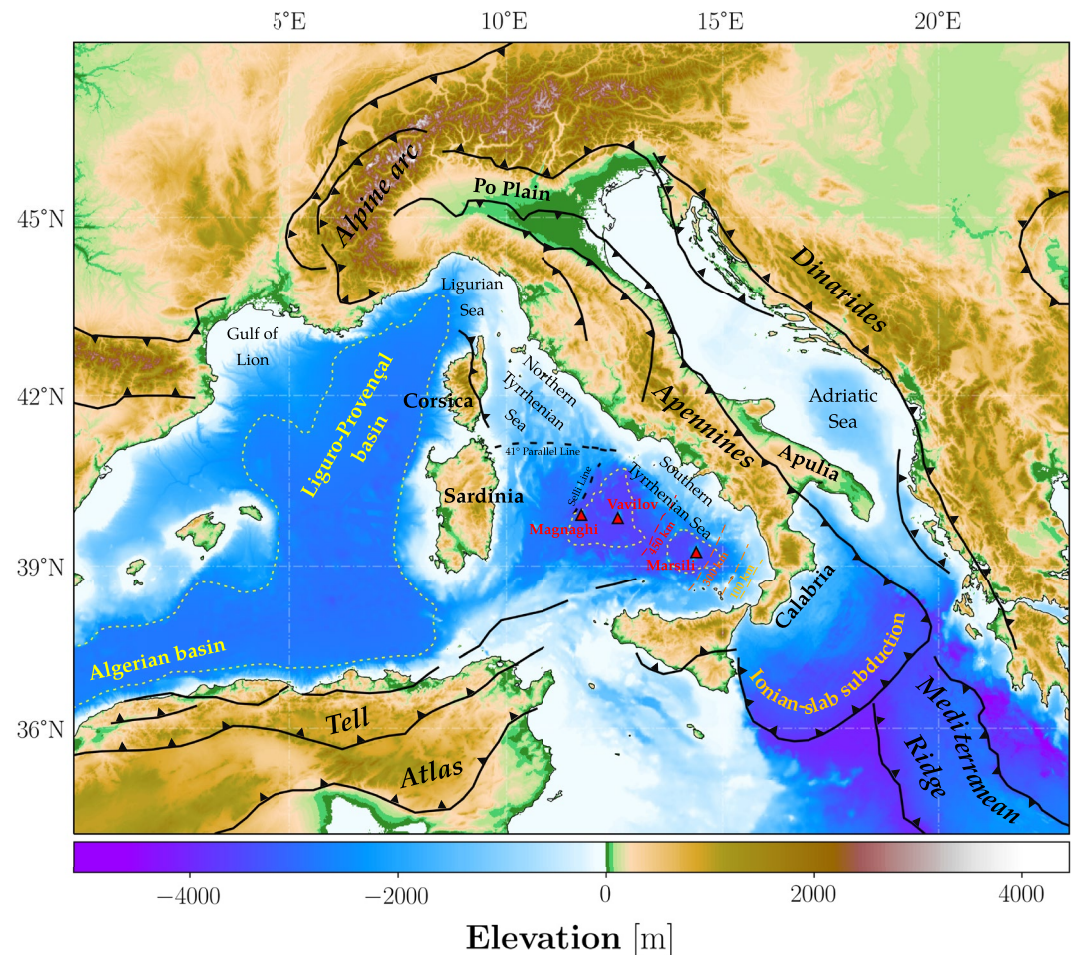 5°E 10°E 15°E 20°E
45°N
42°N
39°N
36°N
Alpine arc
Po Plain
Dinarides
Ligurian
Sea
Gulf of
Lion
Liguro-Provençal
basin
Corsica
Northern
Tyrrhenian
Sea
Apennines
Adriatic
Sea
Apulia
41° Parallel Line
Selli Line
Southern
Tyrrhenian Sea
Sardinia
Vavilov
Magnaghi
450 km
Marsili
Calabria
Algerian basin
Ionian-slab subduction
Tell
Atlas
Mediterranean
Ridge
−4000 −2000 0 2000 4000
Elevation [m]